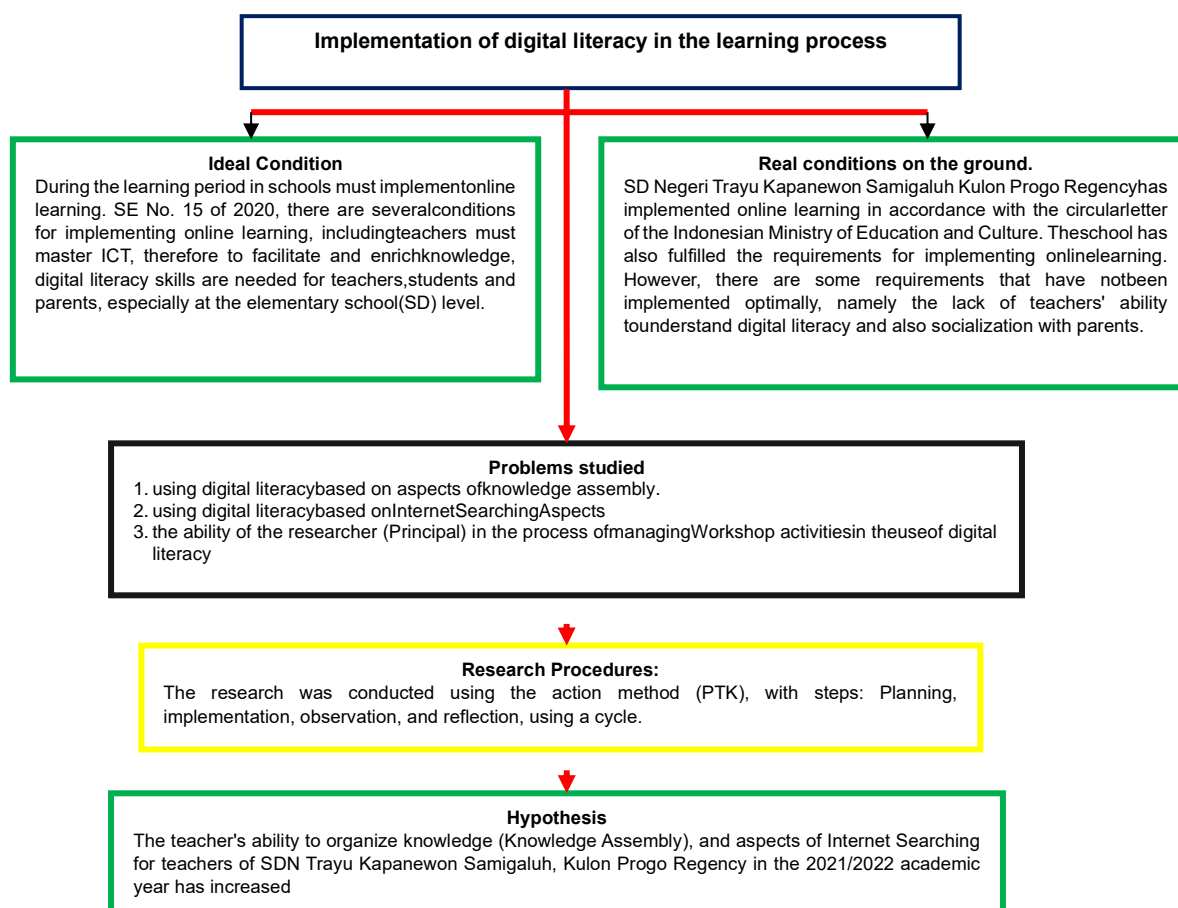 Implementation of digital literacy in the learning process
Ideal Condition
During the learning period in schools must implementonline
learning. SE No. 15 of 2020, there are severalconditions
for implementing online learning, includingteachers must
master ICT, therefore to facilitate and enrichknowledge,
digital literacy skills are needed for teachers,students and
parents, especially at the elementary school(SD) level.
Real conditions on the ground.
SD Negeri Trayu Kapanewon Samigaluh Kulon Progo Regencyhas
implemented online learning in accordance with the circularletter
of the Indonesian Ministry of Education and Culture. Theschool has
also fulfilled the requirements for implementing onlinelearning.
However, there are some requirements that have notbeen
implemented optimally, namely the lack of teachers' ability
tounderstand digital literacy and also socialization with parents.
Problems studied
1. using digital literacybased on aspects ofknowledge assembly.
2. using digital literacybased onInternetSearchingAspects
3. the ability of the researcher (Principal) in the process ofmanagingWorkshop activitiesin theuseof digital
literacy
Research Procedures:
The research was conducted using the action method (PTK), with steps: Planning,
implementation, observation, and reflection, using a cycle.
Hypothesis
The teacher's ability to organize knowledge (Knowledge Assembly), and aspects of Internet Searching
for teachers of SDN Trayu Kapanewon Samigaluh, Kulon Progo Regency in the 2021/2022 academic
year has increased